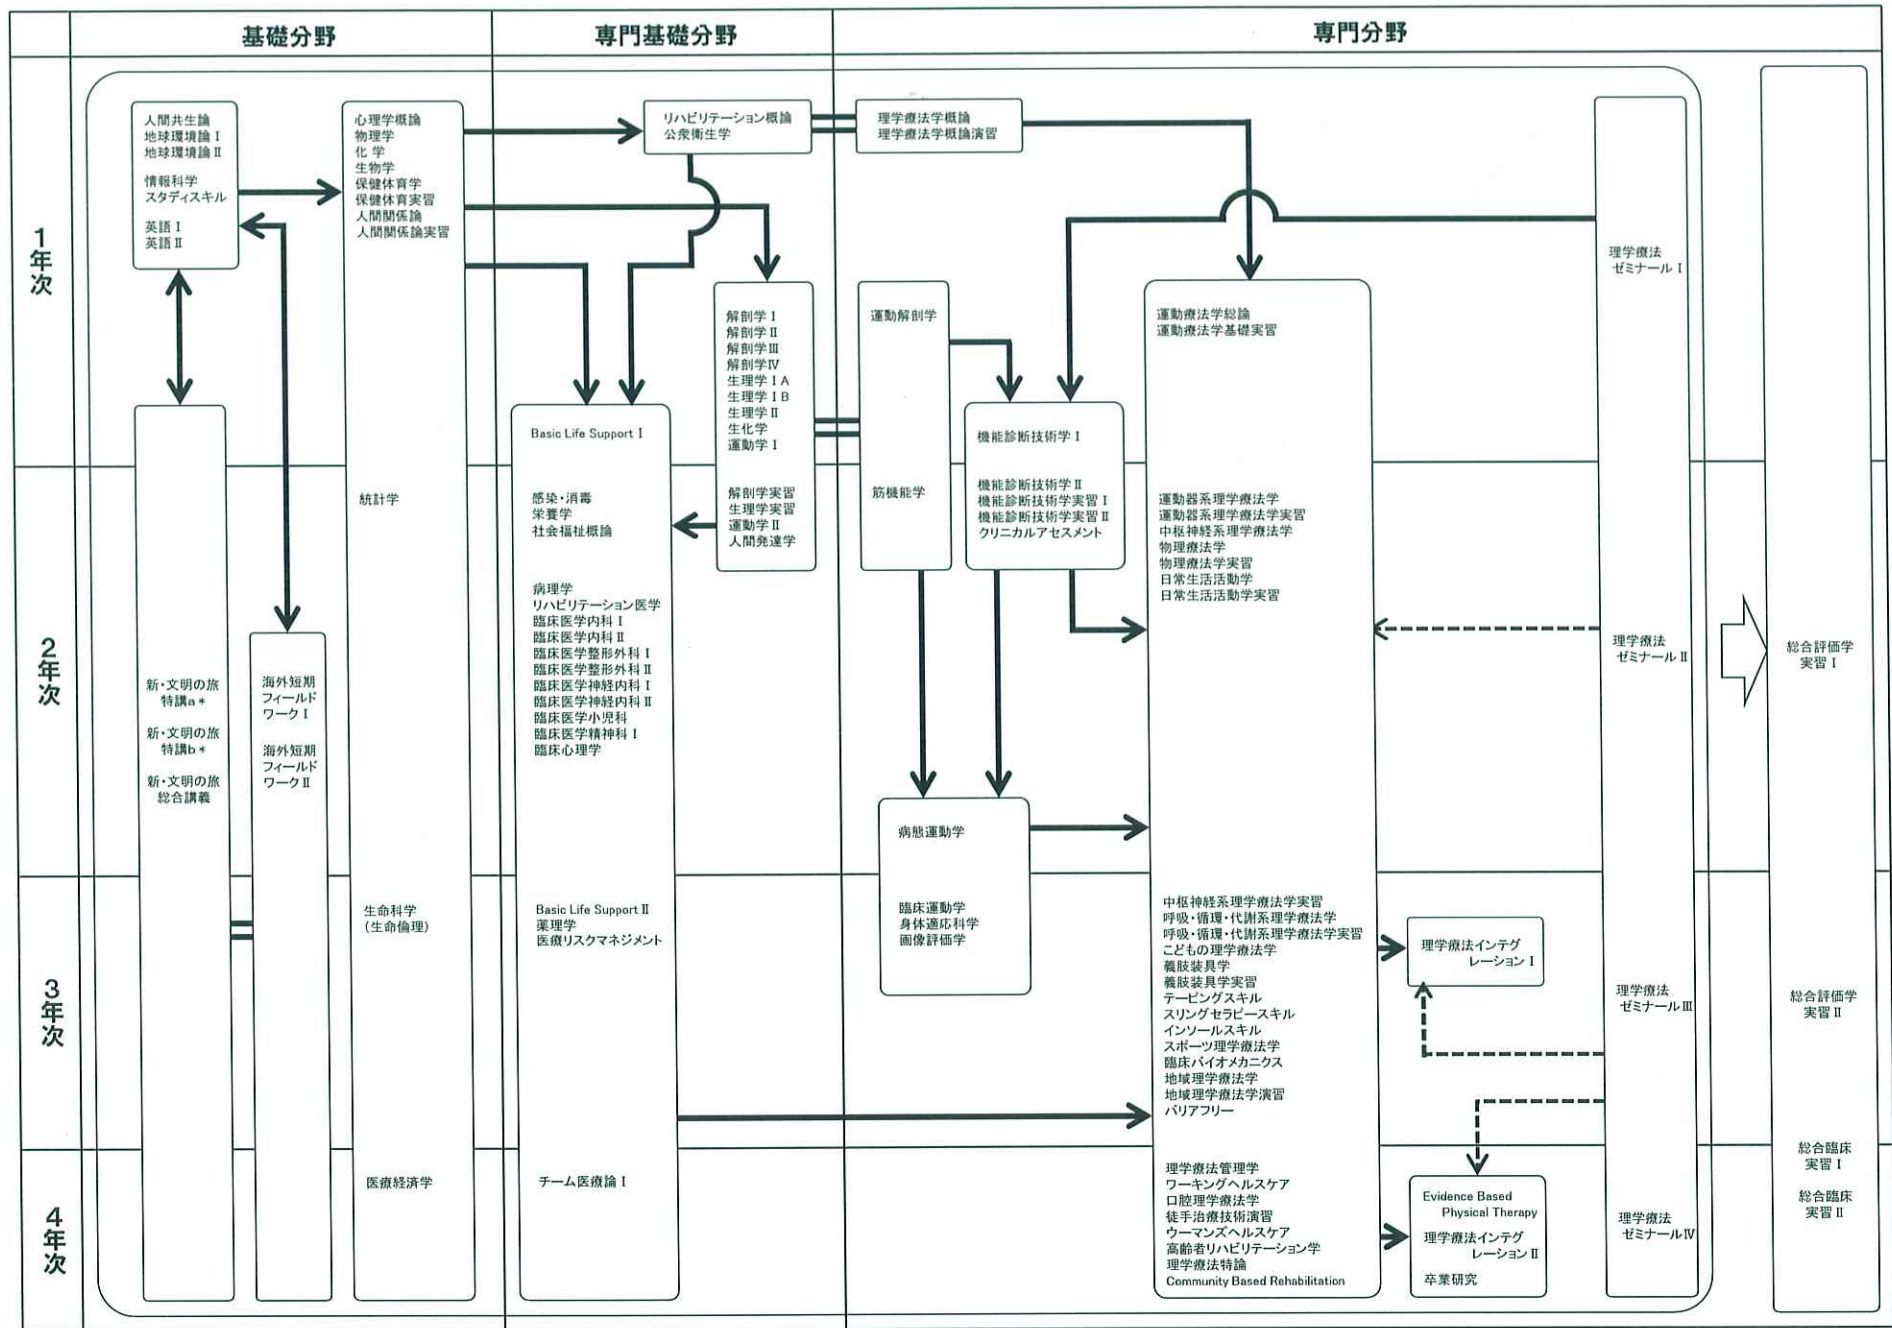 基礎分野
専門基礎分野
専門分野
1年次
2年次
3年次
4年次
人間共生論
地球環境論Ⅰ
地球環境論Ⅱ
情報科学
スタディスキル
英語Ⅰ
英語Ⅱ
新・文明の旅
特講a*
新・文明の旅
特講b*
新・文明の旅
総合講義
海外短期
フィールド
ワークⅠ
海外短期
フィールド
ワークⅡ
心理学概論
物理学
化学
生物学
保健体育学
保健体育実習
人間関係論
人間関係論実習
統計学
生命科学
(生命倫理)
医療経済学
リハビリテーション概論
公衆衛生学
Basic Life Support Ⅰ
感染・消毒
栄養学
社会福祉概論
病理学
リハビリテーション医学
臨床医学内科Ⅰ
臨床医学内科Ⅱ
臨床医学整形外科Ⅰ
臨床医学整形外科Ⅱ
臨床医学神経内科Ⅰ
臨床医学神経内科Ⅱ
臨床医学小児科
臨床医学精神科Ⅰ
臨床心理学
Basic Life Support Ⅱ
薬理学
医療リスクマネジメント
チーム医療論Ⅰ
解剖学Ⅰ
解剖学Ⅱ
解剖学Ⅲ
解剖学Ⅳ
生理学ⅠA
生理学ⅠB
生理学Ⅱ
生化学
運動学Ⅰ
解剖学実習
生理学実習
運動学Ⅱ
人間発達学
理学療法学概論
理学療法学概論演習
運動解剖学
筋機能学
機能診断技術学Ⅰ
機能診断技術学Ⅱ
機能診断技術学実習Ⅰ
機能診断技術学実習Ⅱ
クリニカルアセスメント
病態運動学
臨床運動学
身体適応科学
画像評価学
運動療法学総論
運動療法学基礎実習
運動器系理学療法学
運動器系理学療法学実習
中枢神経系理学療法学
物理療法学
物理療法学実習
日常生活活動学
日常生活活動学実習
中枢神経系理学療法学実習
呼吸・循環・代謝系理学療法学
呼吸・循環・代謝系理学療法学実習
こどもの理学療法学
義肢装具学
義肢装具学実習
テーピングスキル
スリングセラピースキル
インソールスキル
スポーツ理学療法学
臨床バイオメカニクス
地域理学療法学
地域理学療法学演習
バリアフリー
理学療法管理学
ワーキングヘルスケア
口腔理学療法学
徒手治療技術演習
ウーマンズヘルスケア
高齢者リハビリテーション学
理学療法特論
Community Based Rehabilitation
理学療法インテグ
レーションⅠ
Evidence Based
Physical Therapy
理学療法インテグ
レーションⅡ
卒業研究
理学療法
ゼミナールⅠ
理学療法
ゼミナールⅡ
理学療法
ゼミナールⅢ
理学療法
ゼミナールⅣ
総合評価学
実習Ⅰ
総合評価学
実習Ⅱ
総合臨床
実習Ⅰ
総合臨床
実習Ⅱ